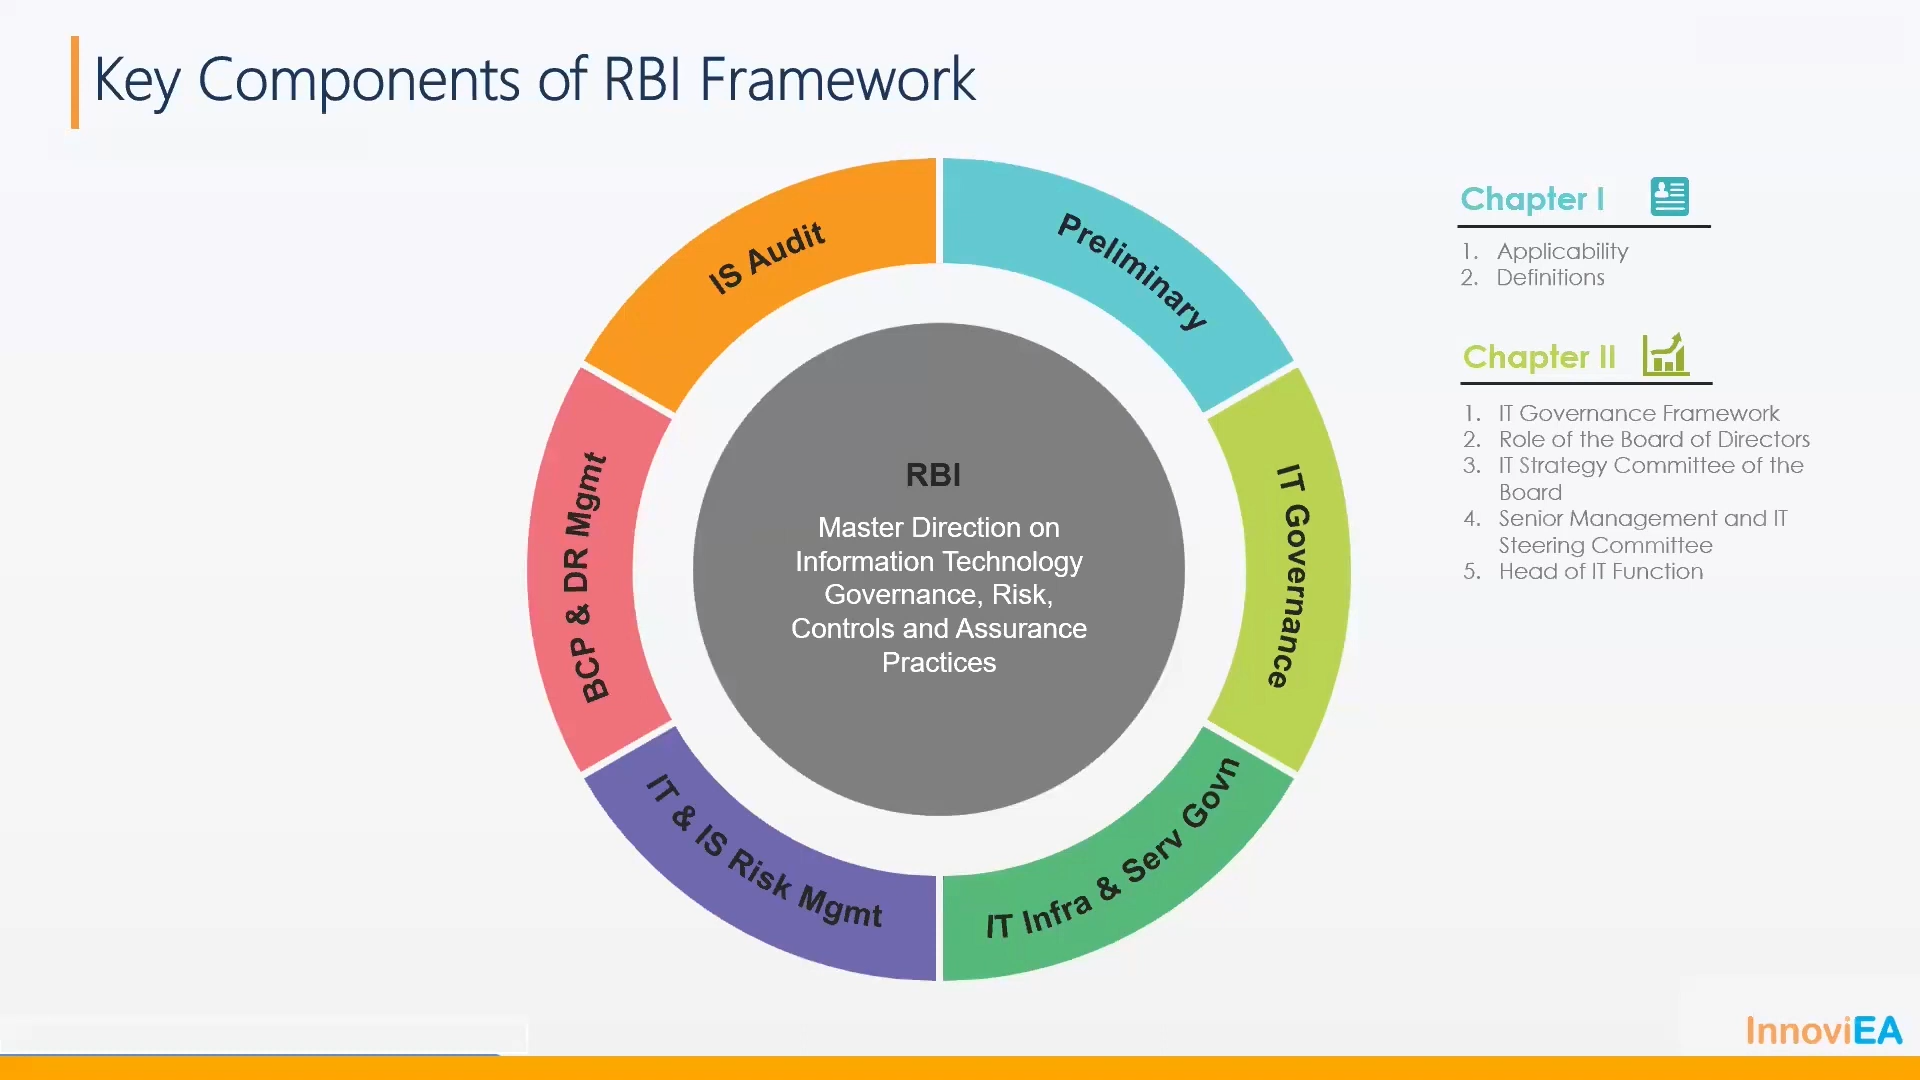 Key Components of RBI Framework
IS Audit
Preliminary
BCP & DR Mgmt
IT Governance
IT & IS Risk Mgmt
IT Infra & Serv Govn
RBI
Master Direction on
Information Technology
Governance, Risk,
Controls and Assurance
Practices
Chapter I
1. Applicability
2. Definitions
Chapter II
1. IT Governance Framework
2. Role of the Board of Directors
3. IT Strategy Committee of the
Board
4. Senior Management and IT
Steering Committee
5. Head of IT Function
InnoviEA